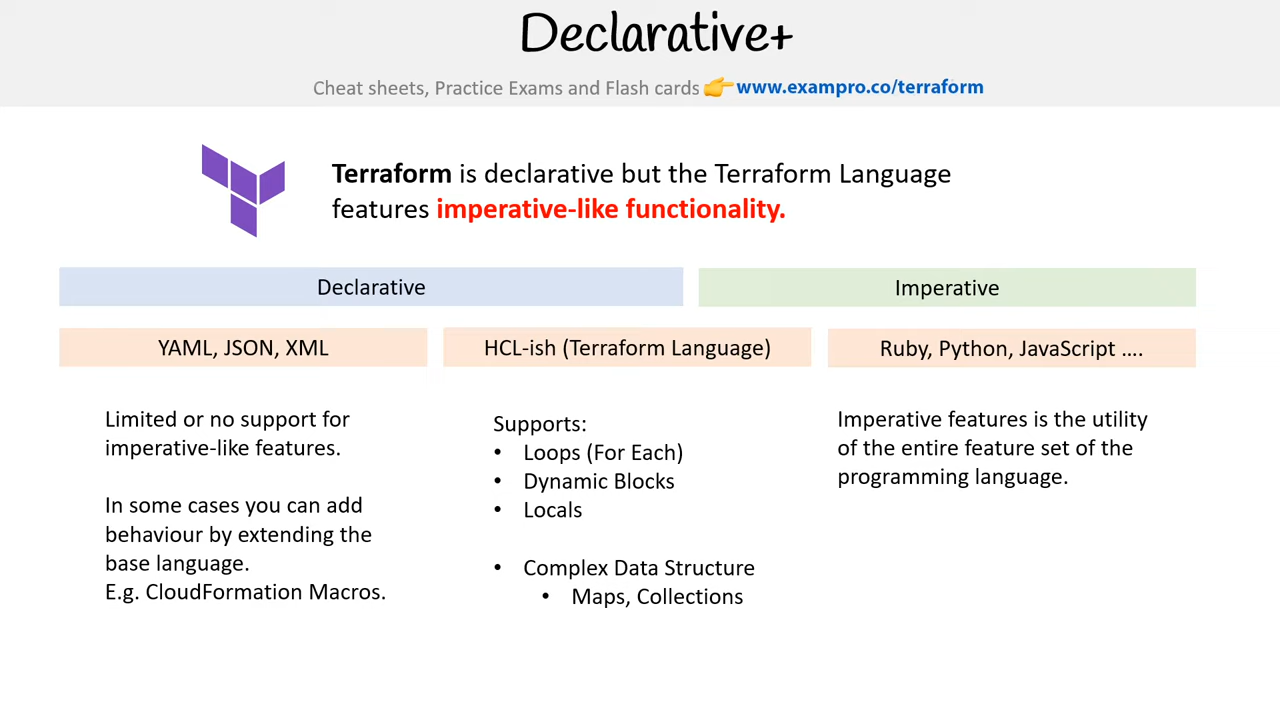 Declarative+
Cheat sheets, Practice Exams and Flash cards 👉 www.exampro.co/terraform
Terraform is declarative but the Terraform Language
features imperative-like functionality.
Declarative
Imperative
YAML, JSON, XML
HCL-ish (Terraform Language)
Ruby, Python, JavaScript ....
Limited or no support for
imperative-like features.
In some cases you can add
behaviour by extending the
base language.
E.g. CloudFormation Macros.
Supports:
• Loops (For Each)
• Dynamic Blocks
• Locals
• Complex Data Structure
• Maps, Collections
Imperative features is the utility
of the entire feature set of the
programming language.